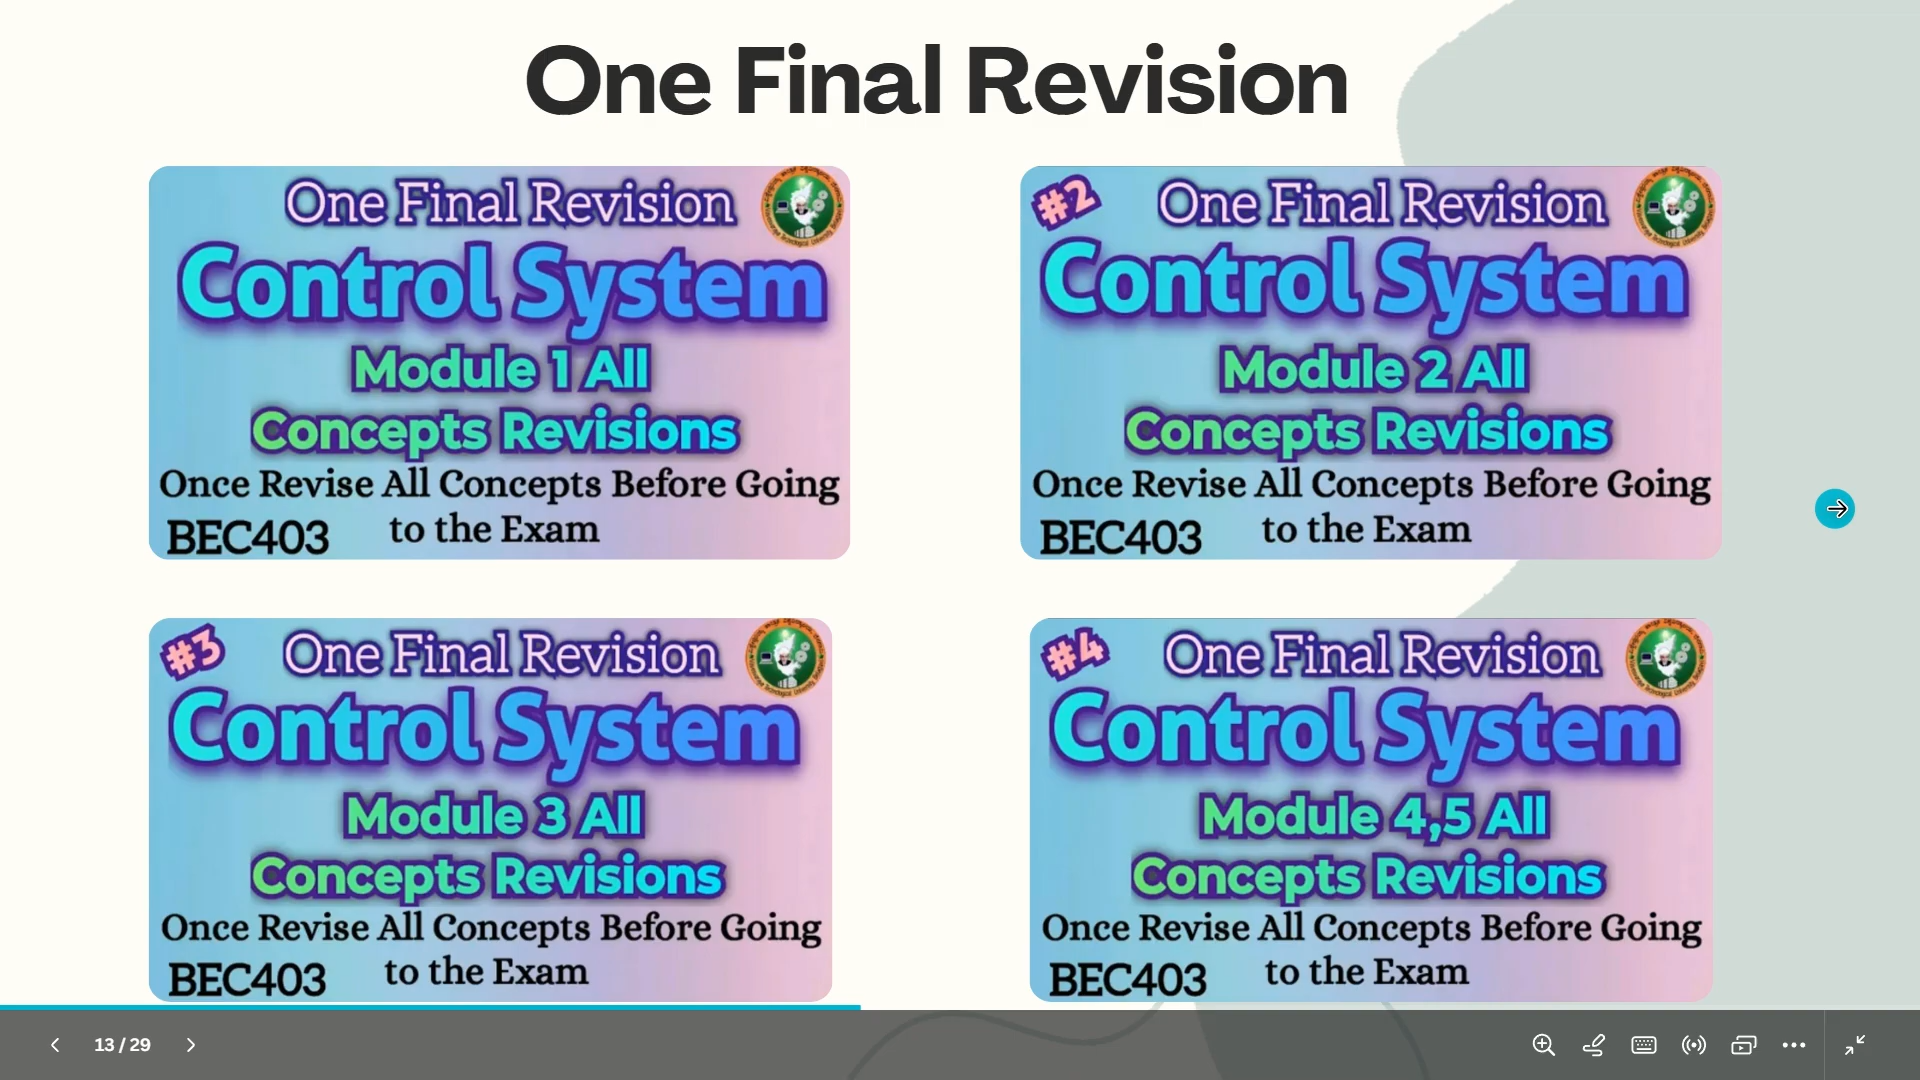 One Final Revision
One Final Revision
Control System
Module 1 All
Concepts Revisions
Once Revise All Concepts Before Going
to the Exam
BEC403
#2
One Final Revision
Control System
Module 2 All
Concepts Revisions
Once Revise All Concepts Before Going
to the Exam
BEC403
#3
One Final Revision
Control System
Module 3 All
Concepts Revisions
Once Revise All Concepts Before Going
to the Exam
BEC403
#4
One Final Revision
Control System
Module 4,5 All
Concepts Revisions
Once Revise All Concepts Before Going
to the Exam
BEC403
13 / 29